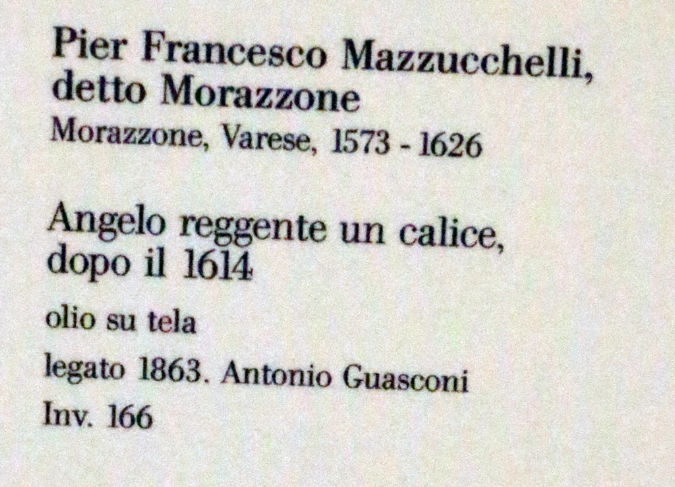 Pier Francesco Mazzucchelli,
detto Morazzone
Morazzone, Varese, 1573 - 1626
Angelo reggente un calice,
dopo il 1614
olio su tela
legato 1863. Antonio Guasconi
Inv. 166